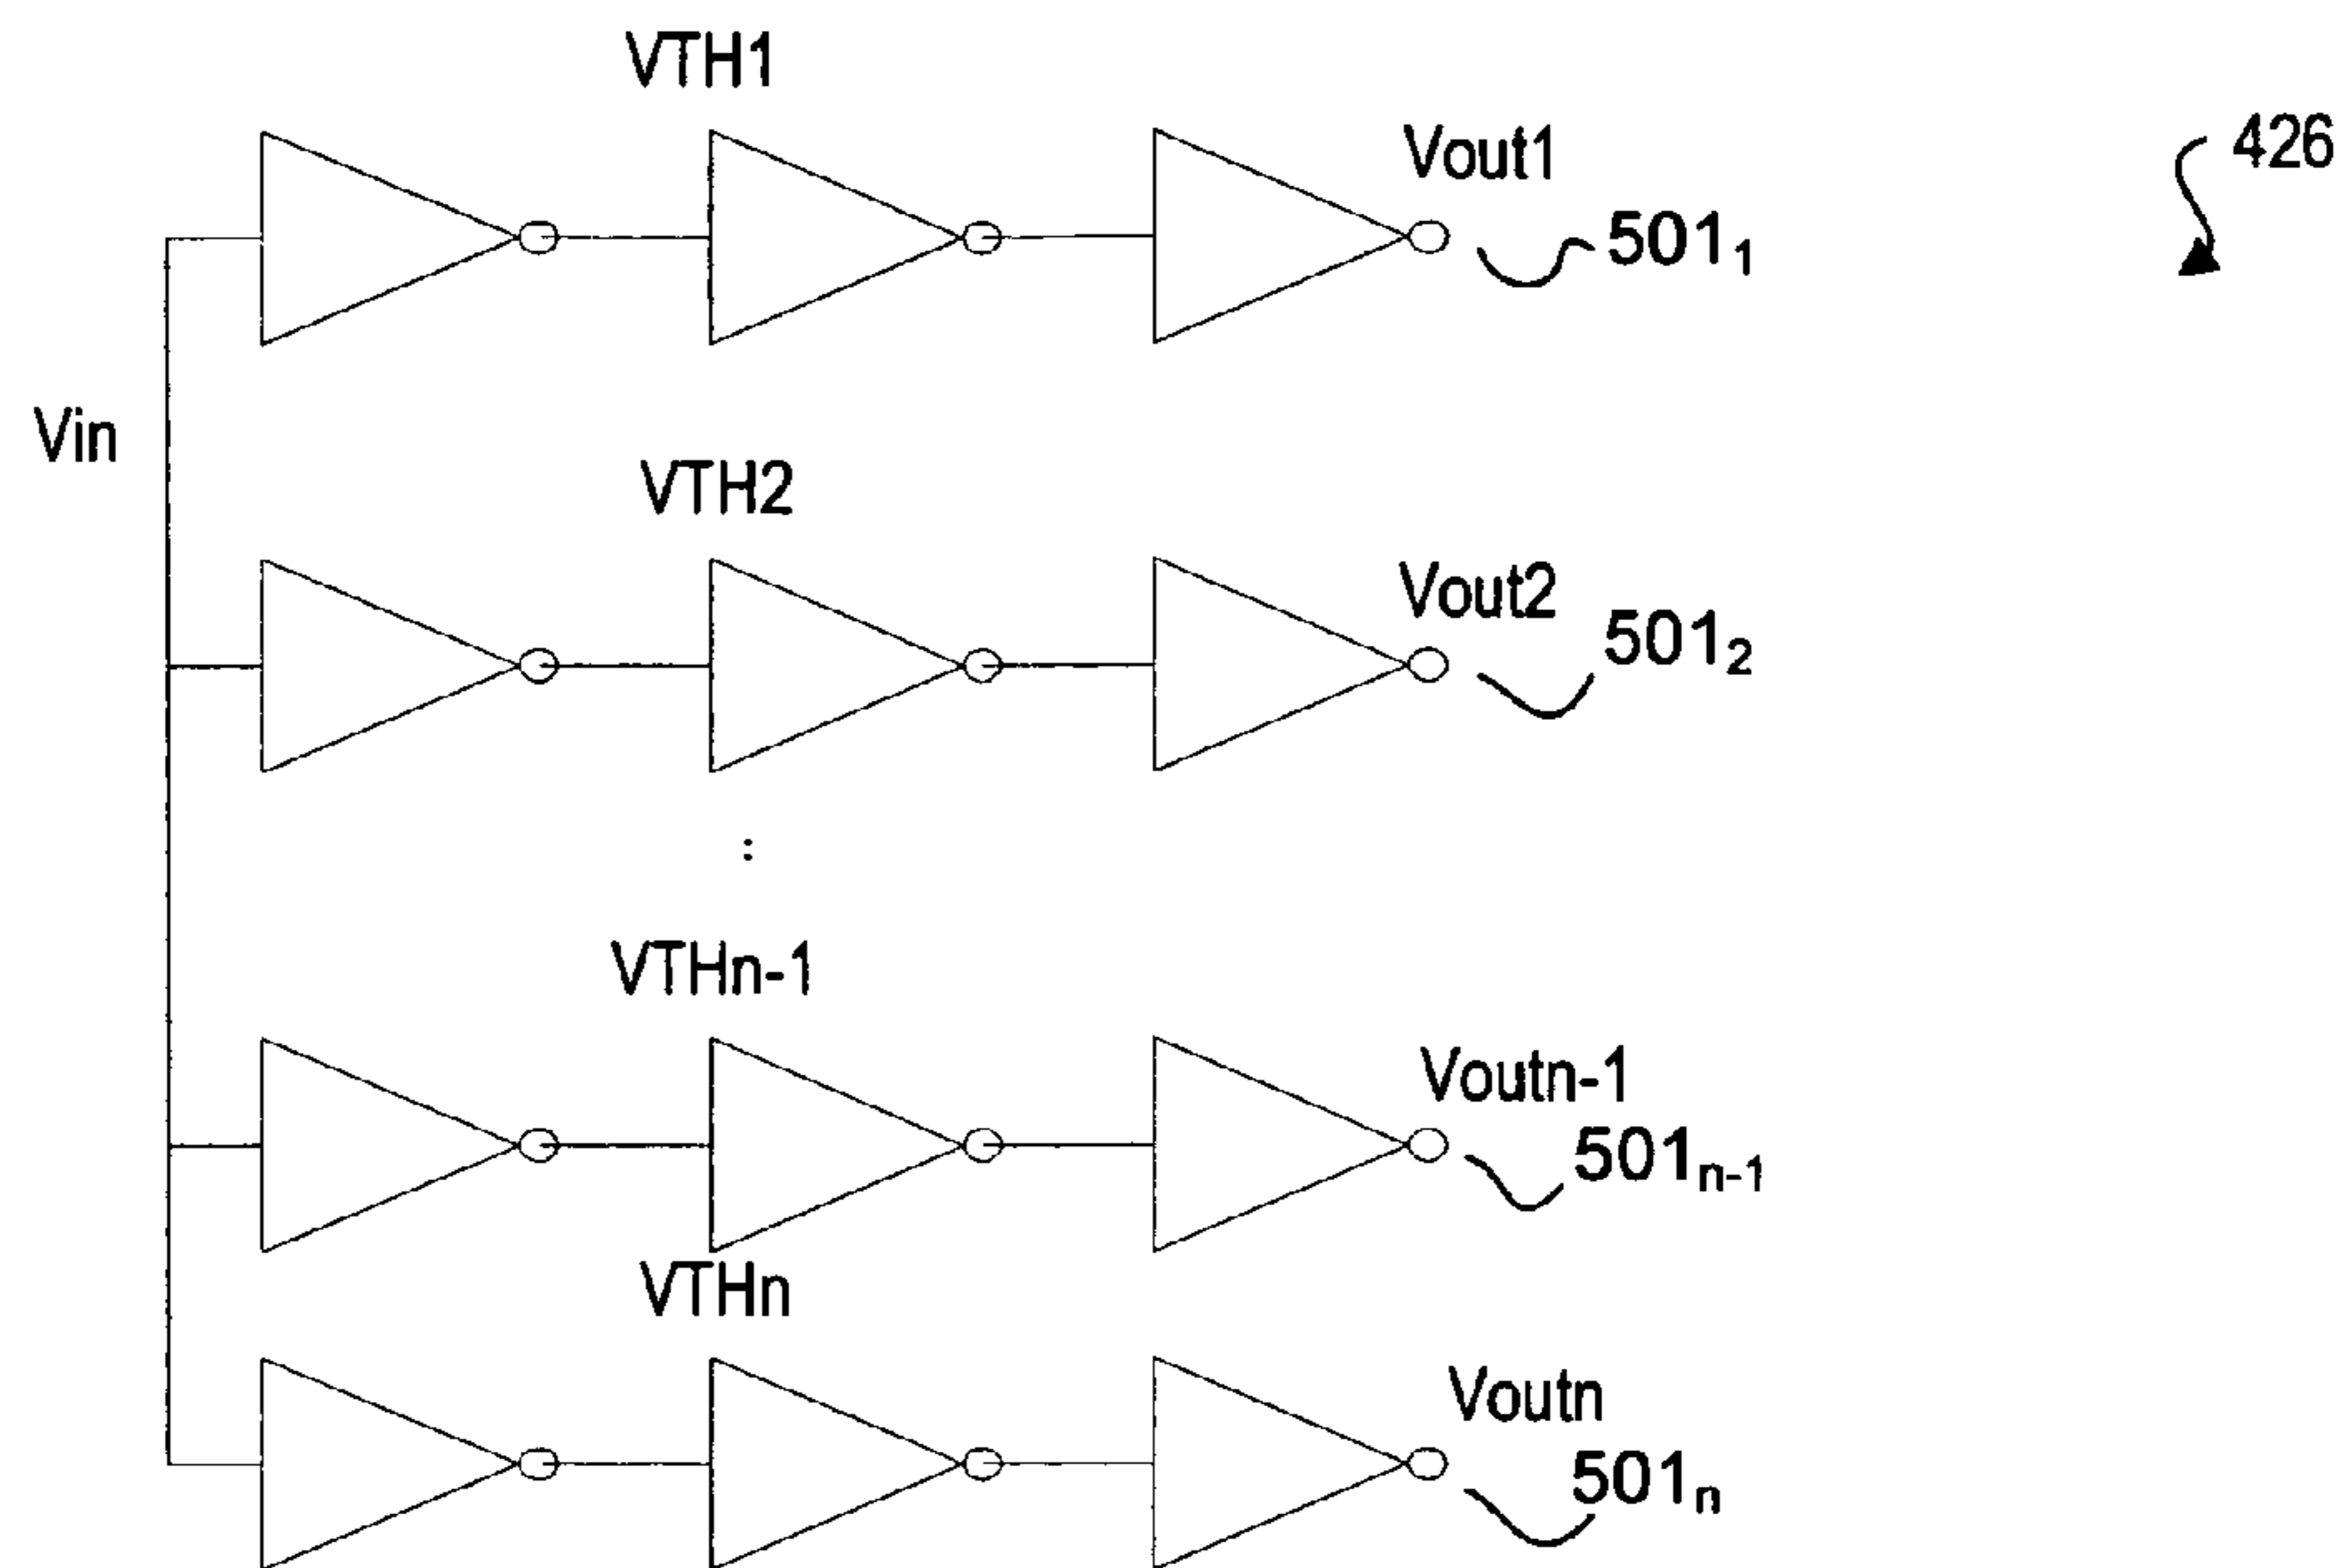 VTH1
Vout1
501₁
426
Vin
VTH2
Vout2
501₂
:
VTHn-1
Voutn-1
501ₙ₋₁
VTHn
Voutn
501ₙ